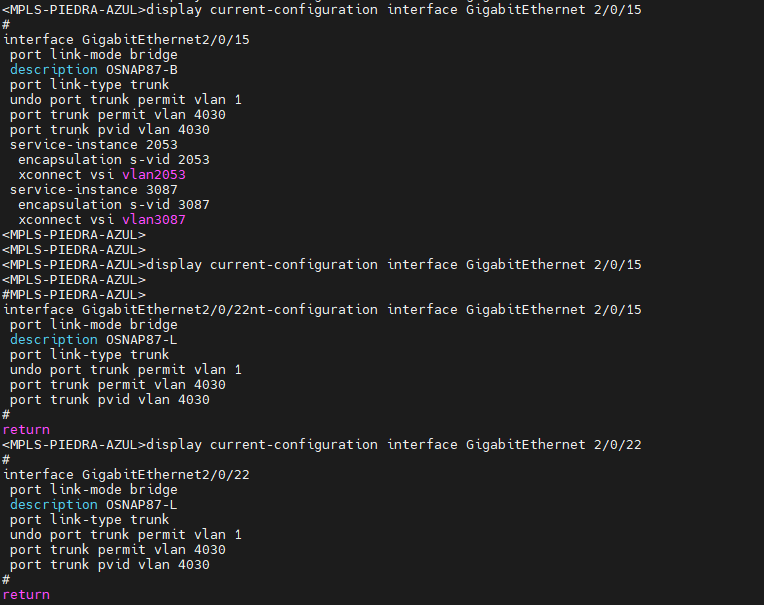 <MPLS-PIEDRA-AZUL>display current-configuration interface GigabitEthernet 2/0/15
#
interface GigabitEthernet2/0/15
 port link-mode bridge
 description OSNAP87-B
 port link-type trunk
 undo port trunk permit vlan 1
 port trunk permit vlan 4030
 port trunk pvid vlan 4030
 service-instance 2053
  encapsulation s-vid 2053
  xconnect vsi vlan2053
 service-instance 3087
  encapsulation s-vid 3087
  xconnect vsi vlan3087
<MPLS-PIEDRA-AZUL>
<MPLS-PIEDRA-AZUL>
<MPLS-PIEDRA-AZUL>display current-configuration interface GigabitEthernet 2/0/15
<MPLS-PIEDRA-AZUL>
#MPLS-PIEDRA-AZUL>
interface GigabitEthernet2/0/22nt-configuration interface GigabitEthernet 2/0/15
 port link-mode bridge
 description OSNAP87-L
 port link-type trunk
 undo port trunk permit vlan 1
 port trunk permit vlan 4030
 port trunk pvid vlan 4030
#
return
<MPLS-PIEDRA-AZUL>display current-configuration interface GigabitEthernet 2/0/22
#
interface GigabitEthernet2/0/22
 port link-mode bridge
 description OSNAP87-L
 port link-type trunk
 undo port trunk permit vlan 1
 port trunk permit vlan 4030
 port trunk pvid vlan 4030
#
return